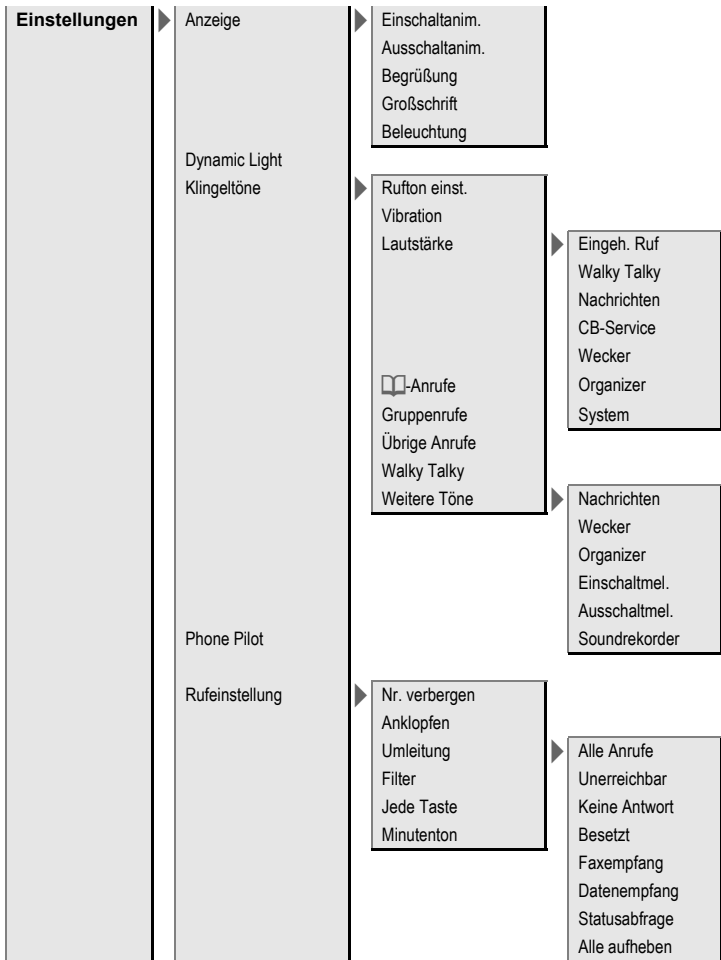 Einstellungen Anzeige Einschaltanim.
Ausschaltanim.
Begrüßung
Großschrift
Beleuchtung
Dynamic Light
Klingeltöne Rufton einst.
Vibration
Lautstärke Eingeh. Ruf
Walky Talky
Nachrichten
CB-Service
Wecker
-Anrufe Organizer
Gruppenrufe System
Übrige Anrufe
Walky Talky
Weitere Töne Nachrichten
Wecker
Organizer
Einschaltmel.
Ausschaltmel.
Phone Pilot Soundrekorder
Rufeinstellung Nr. verbergen
Anklopfen
Umleitung Alle Anrufe
Filter Unerreichbar
Jede Taste Keine Antwort
Minutenton Besetzt
Faxempfang
Datenempfang
Statusabfrage
Alle aufheben